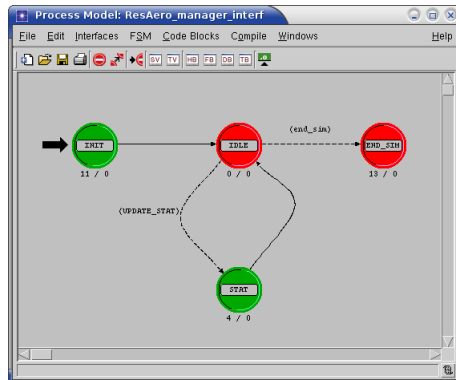 Process Model: ResAero_manager_interf
File Edit Interfaces FSM Code Blocks Compile Windows Help
SV TV HB FB DB TB
(end_sim)
INIT IDLE END_SIM
11 / 0 0 / 0 13 / 0
(UPDATE_STAT)
STAT
4 / 0